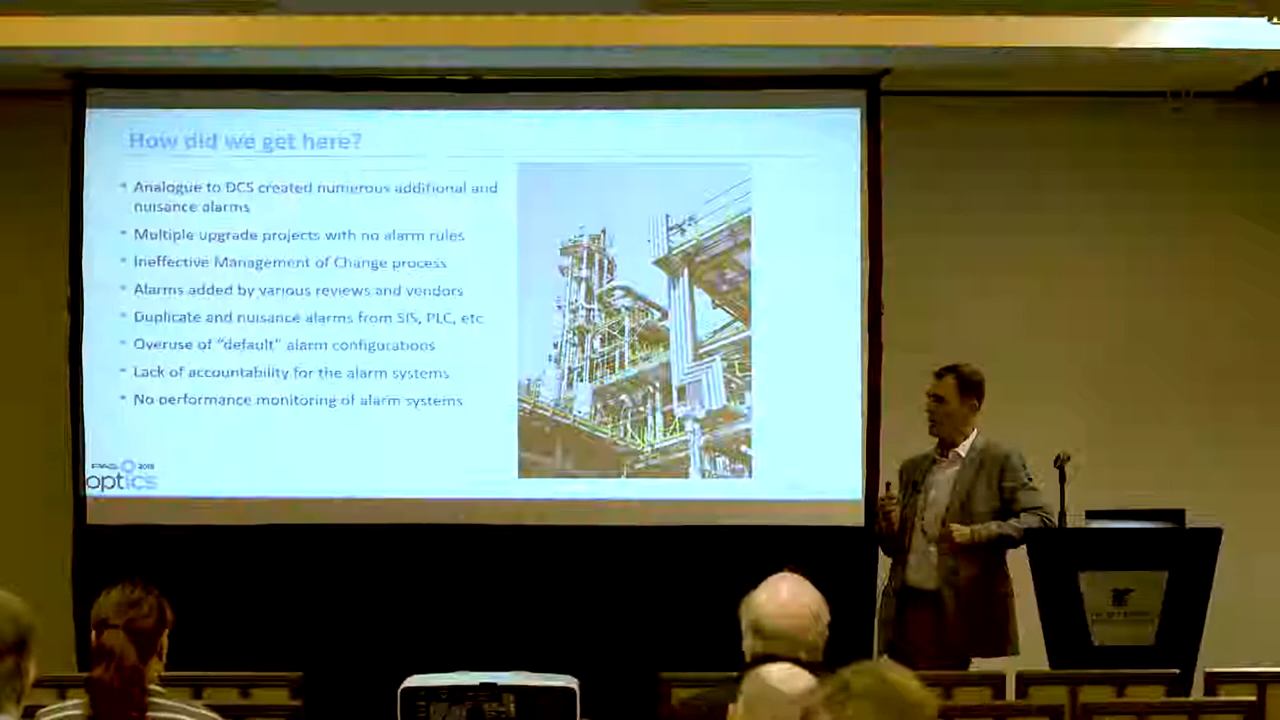 How did we get here?
Analogue to DCS created numerous additional and
nuisance alarms
Multiple upgrade projects with no alarm rules
Ineffective Management of Change process
Alarms added by various reviews and vendors
Duplicate and nuisance alarms from SIS, PLC, etc
Overuse of "default" alarm configurations
Lack of accountability for the alarm systems
No performance monitoring of alarm systems
PAS 2015
optics